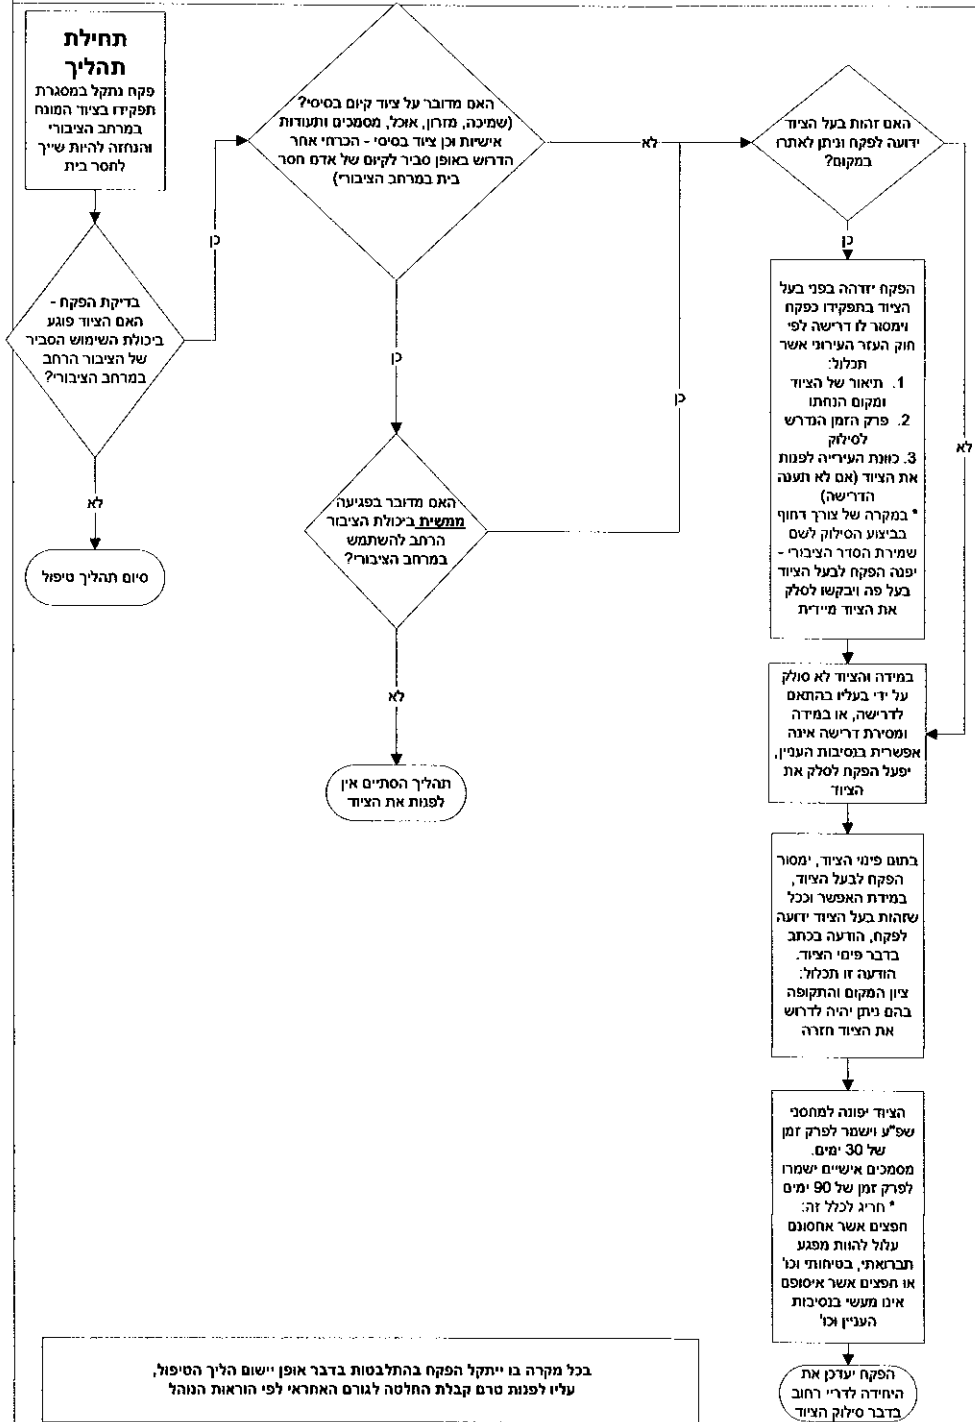 תחילת
תהליך
פקח נתקל במסגרת
תפקידו בציוד המונח
במרחב הציבורי
והנחזה להיות שייך
לחסר בית
בדיקת הפקח -
האם הציוד פוגע
ביכולת השימוש הסביר
של הציבור הרחב
במרחב הציבורי?
כן
לא
סיום תהליך טיפול
האם מדובר על ציוד קיום בסיסי?
(שמיכה, מזרון, אוכל, מסמכים ותעודות
אישיות וכן ציוד בסיסי - הכרחי אחר
הדרוש באופן סביר לקיום של אדם חסר
בית במרחב הציבורי)
לא
כן
האם מדובר בפגיעה
ממשית ביכולת הציבור
הרחב להשתמש
במרחב הציבורי?
כן
לא
תהליך הסתיים אין
לפנות את הציוד
האם זהות בעל הציוד
ידועה לפקח וניתן לאתרו
במקום?
כן
לא
הפקח יזדהה בפני בעל
הציוד בתפקידו כפקח
וימסור לו דרישה לפי
חוק העזר העירוני אשר
תכלול:
1. תיאור של הציוד
ומקום הנחתו
2. פרק הזמן הנדרש
לסילוק
3. כוונת העירייה לפנות
את הציוד (אם לא תענה
הדרישה)
* במקרה של צורך דחוף
בביצוע הסילוק לשם
שמירת הסדר הציבורי -
יפנה הפקח לבעל הציוד
בעל פה ויבקשו לסלק
את הציוד מיידית
במידה והציוד לא סולק
על ידי בעליו בהתאם
לדרישה, או במידה
ומסירת דרישה אינה
אפשרית בנסיבות העניין,
יפעל הפקח לסלק את
הציוד
בתום פינוי הציוד, ימסור
הפקח לבעל הציוד,
במידת האפשר וככל
שזהות בעל הציוד ידועה
לפקח, הודעה בכתב
בדבר פינוי הציוד.
הודעה זו תכלול:
ציון המקום והתקופה
בהם ניתן יהיה לדרוש
את הציוד חזרה
הציוד יפונה למחסני
שפ"ע וישמר לפרק זמן
של 30 ימים.
מסמכים אישיים ישמרו
לפרק זמן של 90 ימים
* חריג לכלל זה:
חפצים אשר אחסונם
עלול להוות מפגע
תברואתי, בטיחותי וכו'
או חפצים אשר איסופם
אינו מעשי בנסיבות
העניין וכו'
הפקח יעדכן את
היחידה לדריי רחוב
בדבר סילוק הציוד
בכל מקרה בו ייתקל הפקח בהתלבטות בדבר אופן יישום הליך הטיפול,
עליו לפנות טרם קבלת החלטה לגורם האחראי לפי הוראות הנוהל